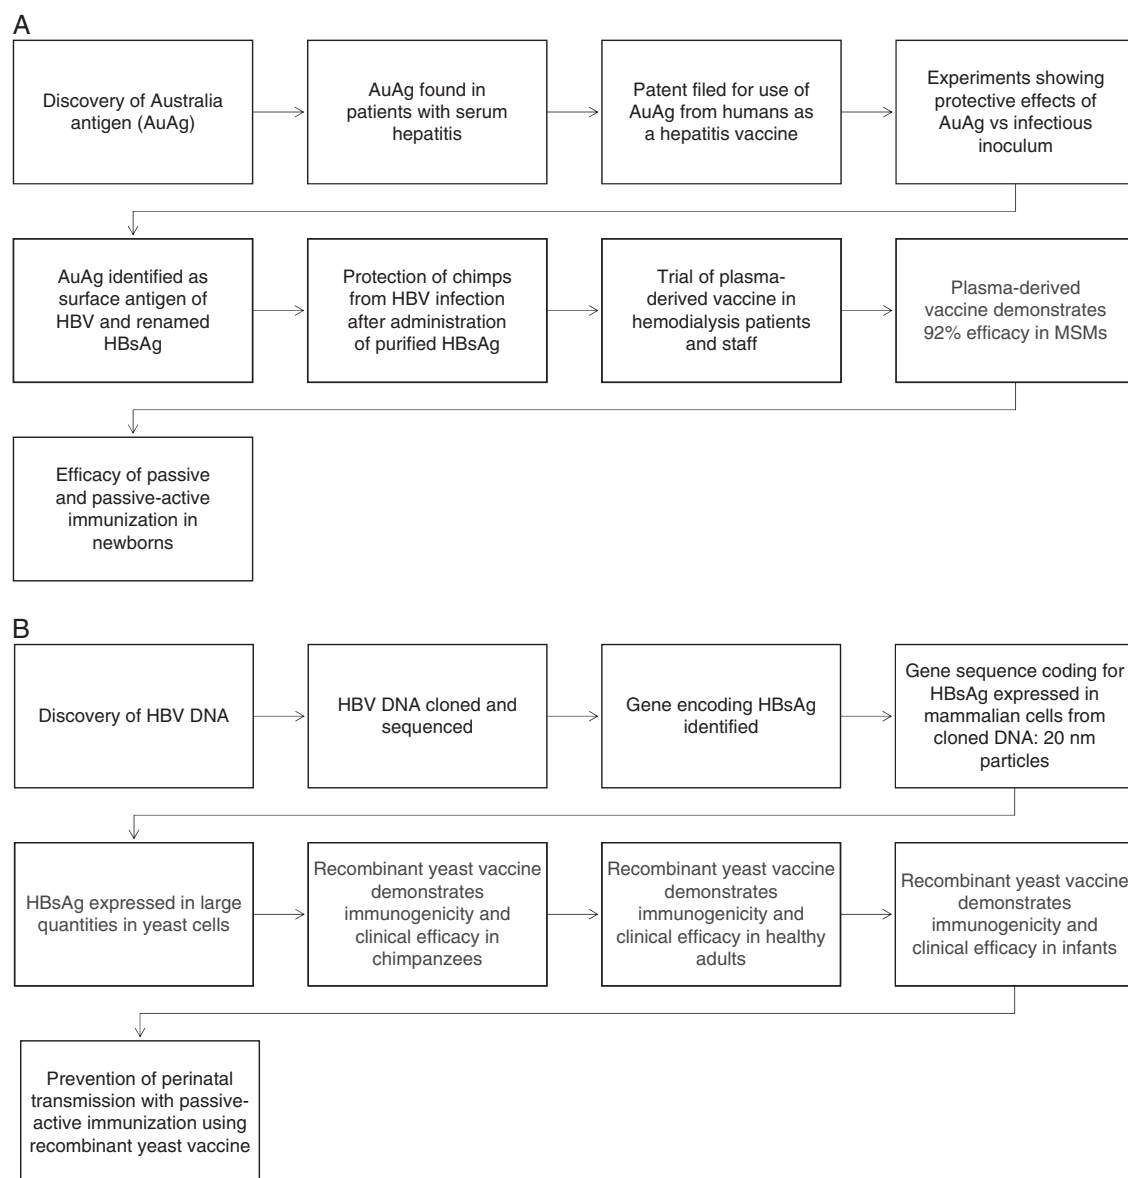 A
Discovery of Australia
antigen (AuAg)
AuAg found in
patients with serum
hepatitis
Patent filed for use of
AuAg from humans as
a hepatitis vaccine
Experiments showing
protective effects of
AuAg vs infectious
inoculum
AuAg identified as
surface antigen of
HBV and renamed
HBsAg
Protection of chimps
from HBV infection
after administration
of purified HBsAg
Trial of plasma-
derived vaccine in
hemodialysis patients
and staff
Plasma-derived
vaccine demonstrates
92% efficacy in MSMs
Efficacy of passive
and passive-active
immunization in
newborns
B
Discovery of HBV DNA
HBV DNA cloned and
sequenced
Gene encoding HBsAg
identified
Gene sequence coding for
HBsAg expressed in
mammalian cells from
cloned DNA: 20 nm
particles
HBsAg expressed in large
quantities in yeast cells
Recombinant yeast vaccine
demonstrates
immunogenicity and
clinical efficacy in
chimpanzees
Recombinant yeast vaccine
demonstrates
immunogenicity and
clinical efficacy in healthy
adults
Recombinant yeast vaccine
demonstrates
immunogenicity and
clinical efficacy in infants
Prevention of perinatal
transmission with passive-
active immunization using
recombinant yeast vaccine